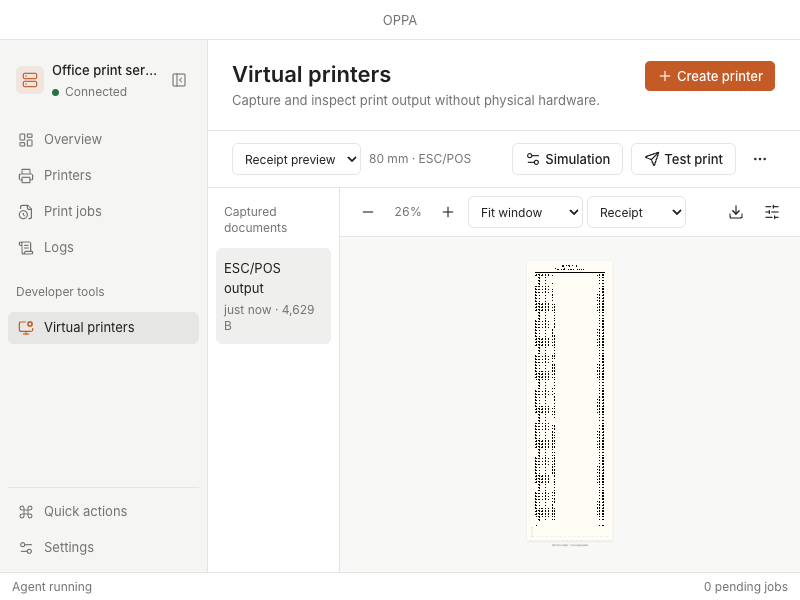 OPPA
Office print ser...
Connected
Overview
Printers
Print jobs
Logs
Developer tools
Virtual printers
Quick actions
Settings
Virtual printers
Capture and inspect print output without physical hardware.
Create printer
Receipt preview
80 mm · ESC/POS
Simulation
Test print
Captured
documents
ESC/POS
output
just now · 4,629
B
26%
Fit window
Receipt
Agent running
0 pending jobs